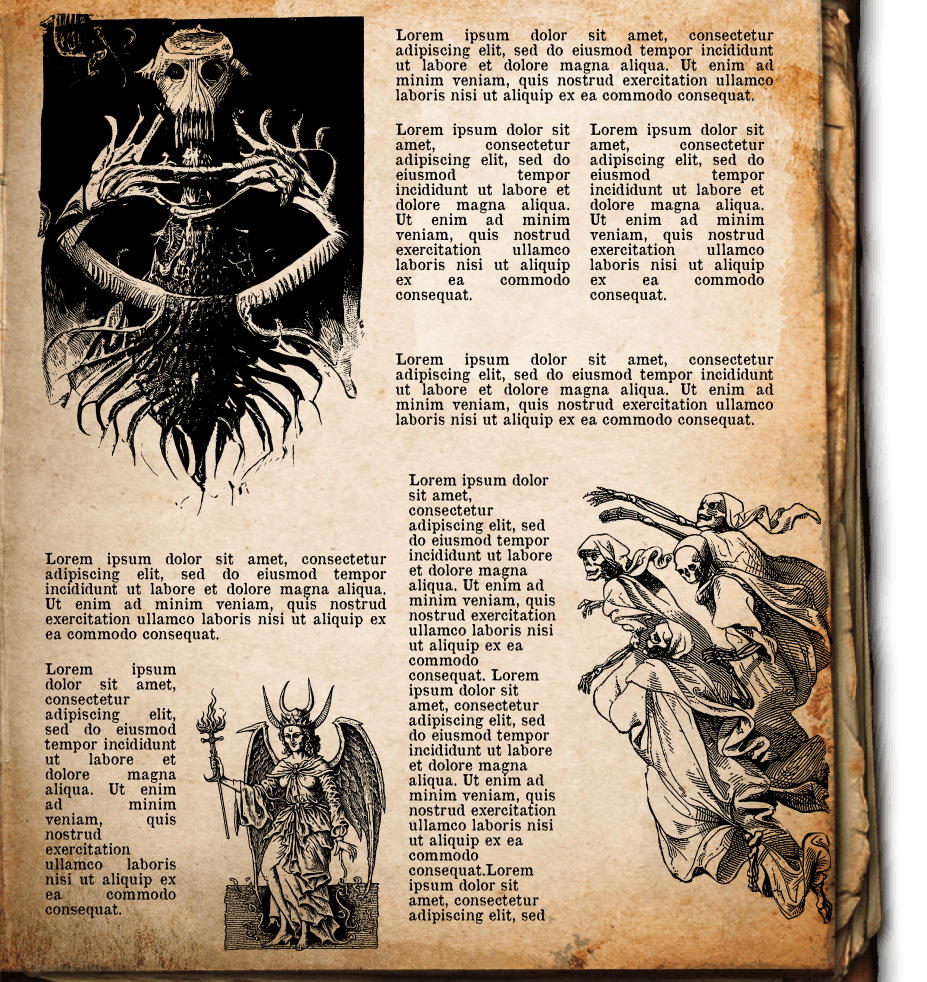 Lorem ipsum dolor sit amet, consectetur
adipiscing elit, sed do eiusmod tempor incididunt
ut labore et dolore magna aliqua. Ut enim ad
minim veniam, quis nostrud exercitation ullamco
laboris nisi ut aliquip ex ea commodo consequat.
Lorem ipsum dolor sit
amet, consectetur
adipiscing elit, sed do
eiusmod tempor
incididunt ut labore et
dolore magna aliqua.
Ut enim ad minim
veniam, quis nostrud
exercitation ullamco
laboris nisi ut aliquip
ex ea commodo
consequat.
Lorem ipsum dolor sit
amet, consectetur
adipiscing elit, sed do
eiusmod tempor
incididunt ut labore et
dolore magna aliqua.
Ut enim ad minim
veniam, quis nostrud
exercitation ullamco
laboris nisi ut aliquip
ex ea commodo
consequat.
Lorem ipsum dolor sit amet, consectetur
adipiscing elit, sed do eiusmod tempor incididunt
ut labore et dolore magna aliqua. Ut enim ad
minim veniam, quis nostrud exercitation ullamco
laboris nisi ut aliquip ex ea commodo consequat.
Lorem ipsum dolor sit amet, consectetur
adipiscing elit, sed do eiusmod tempor
incididunt ut labore et dolore magna aliqua.
Ut enim ad minim veniam, quis nostrud
exercitation ullamco laboris nisi ut aliquip ex
ea commodo consequat.
Lorem ipsum
dolor sit amet,
consectetur
adipiscing elit,
sed do eiusmod
tempor incididunt
ut labore et
dolore magna
aliqua. Ut enim
ad minim
veniam, quis
nostrud
exercitation
ullamco laboris
nisi ut aliquip ex
ea commodo
consequat.
Lorem ipsum dolor
sit amet,
consectetur
adipiscing elit, sed
do eiusmod tempor
incididunt ut labore
et dolore magna
aliqua. Ut enim ad
minim veniam, quis
nostrud exercitation
ullamco laboris nisi
ut aliquip ex ea
commodo
consequat. Lorem
ipsum dolor sit
amet, consectetur
adipiscing elit, sed
do eiusmod tempor
incididunt ut labore
et dolore magna
aliqua. Ut enim ad
minim veniam, quis
nostrud exercitation
ullamco laboris nisi
ut aliquip ex ea
commodo
consequat.Lorem
ipsum dolor sit
amet, consectetur
adipiscing elit, sed